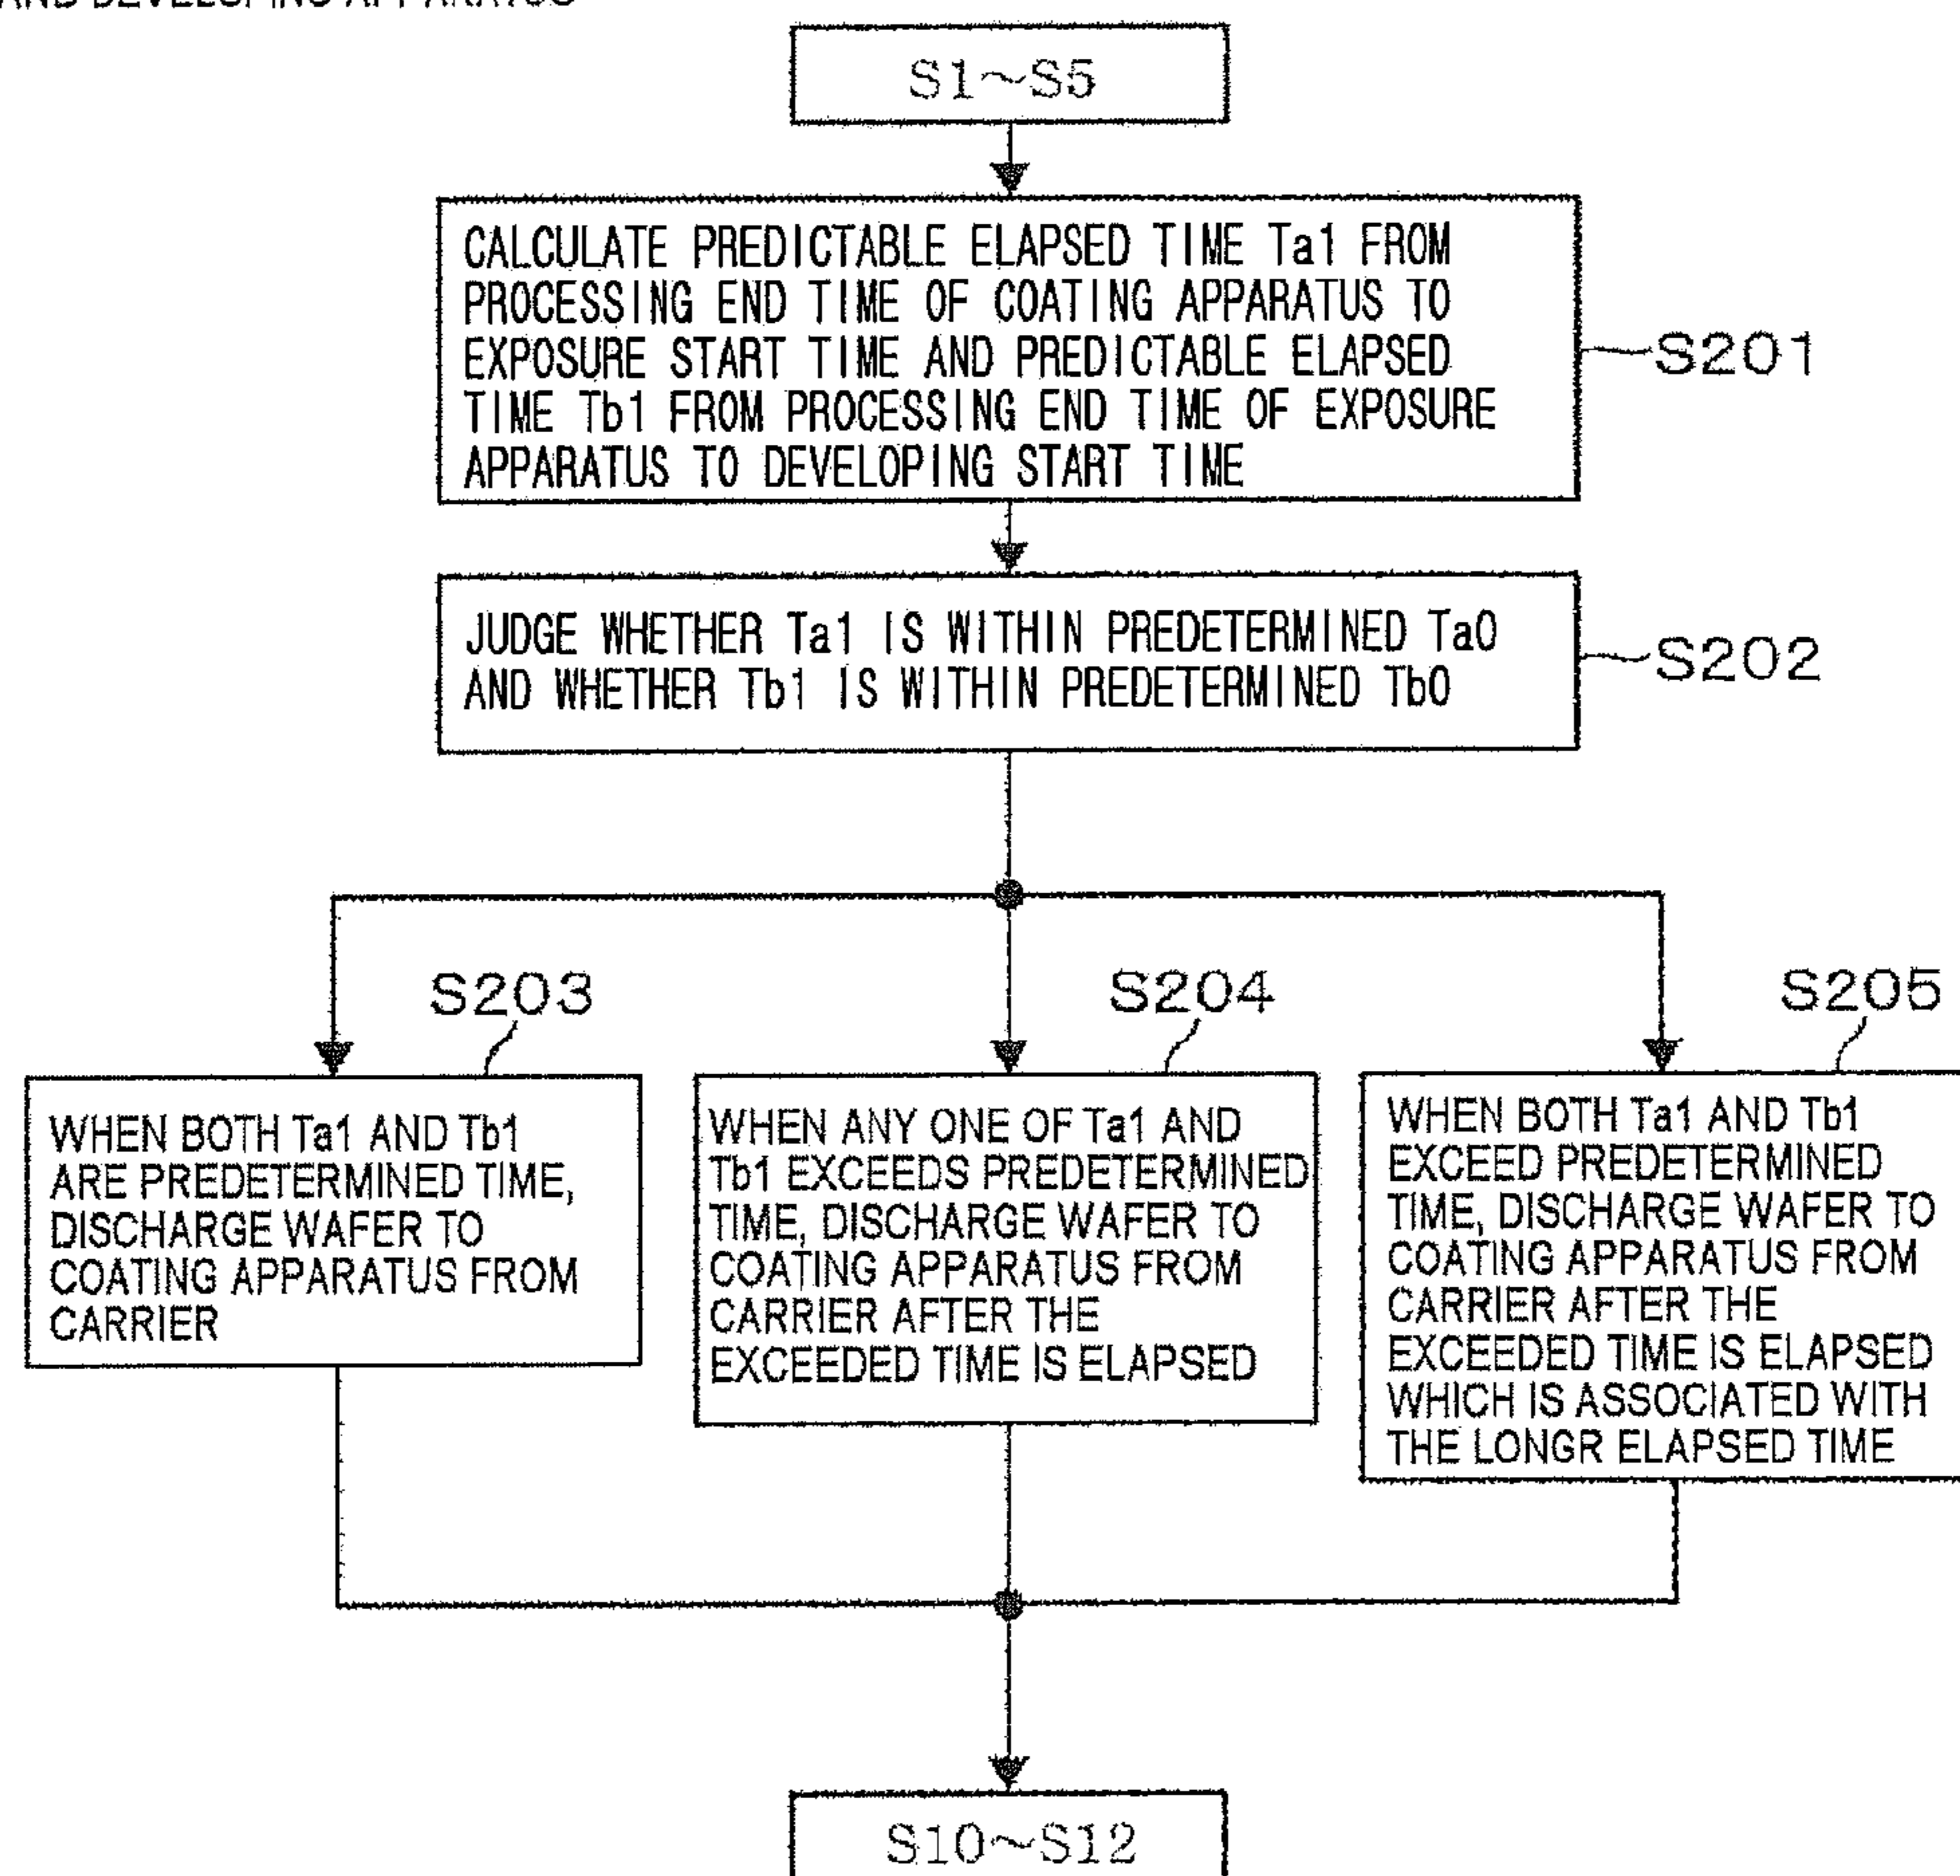 AND DEVELOPING APPARATUS
S1~S5
CALCULATE PREDICTABLE ELAPSED TIME Ta1 FROM
PROCESSING END TIME OF COATING APPARATUS TO
EXPOSURE START TIME AND PREDICTABLE ELAPSED
TIME Tb1 FROM PROCESSING END TIME OF EXPOSURE
APPARATUS TO DEVELOPING START TIME
S201
JUDGE WHETHER Ta1 IS WITHIN PREDETERMINED Ta0
AND WHETHER Tb1 IS WITHIN PREDETERMINED Tb0
S202
S203
WHEN BOTH Ta1 AND Tb1
ARE PREDETERMINED TIME,
DISCHARGE WAFER TO
COATING APPARATUS FROM
CARRIER
S204
WHEN ANY ONE OF Ta1 AND
Tb1 EXCEEDS PREDETERMINED
TIME, DISCHARGE WAFER TO
COATING APPARATUS FROM
CARRIER AFTER THE
EXCEEDED TIME IS ELAPSED
S205
WHEN BOTH Ta1 AND Tb1
EXCEED PREDETERMINED
TIME, DISCHARGE WAFER TO
COATING APPARATUS FROM
CARRIER AFTER THE
EXCEEDED TIME IS ELAPSED
WHICH IS ASSOCIATED WITH
THE LONGR ELAPSED TIME
S10~S12